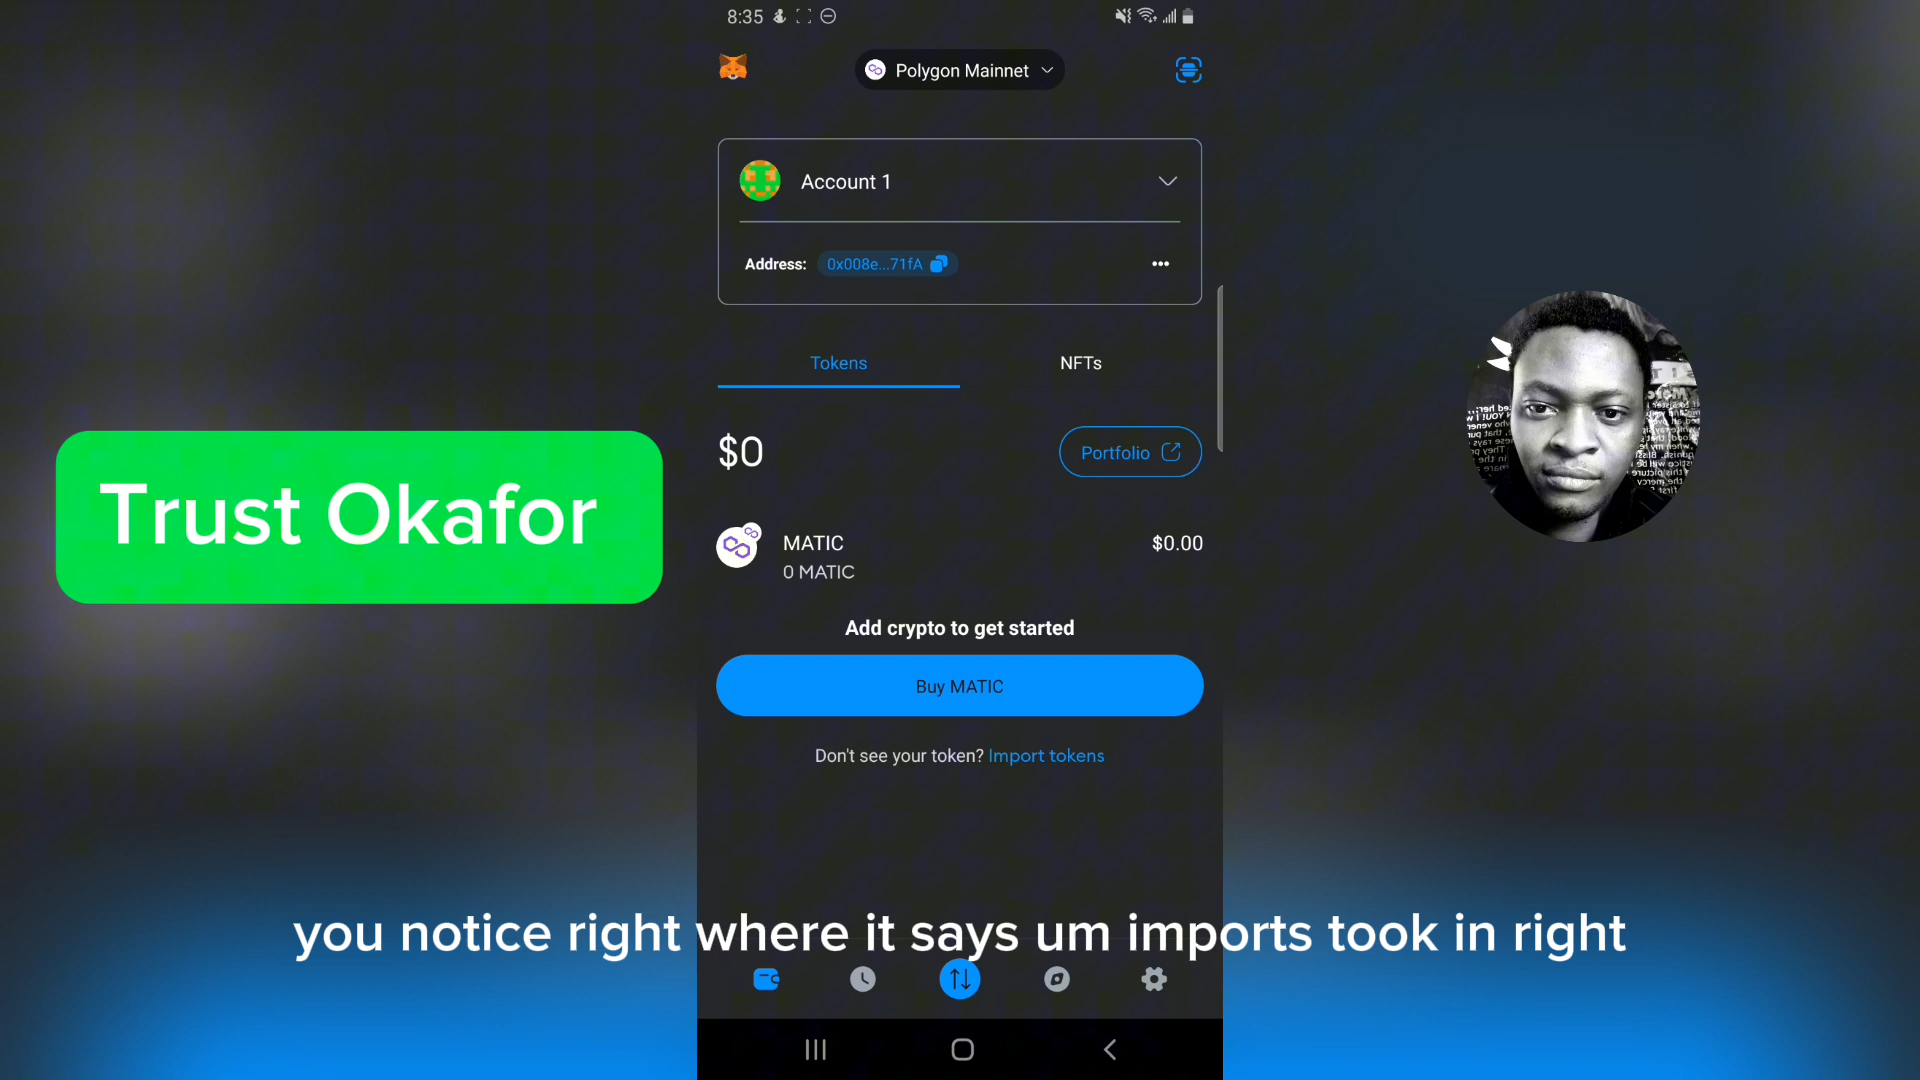 8:35
Polygon Mainnet
Account 1
Address: 0x008e...71fA
Tokens
NFTs
$0
Portfolio
Trust Okafor
MATIC
$0.00
0 MATIC
Add crypto to get started
Buy MATIC
Don't see your token? Import tokens
you notice right where it says um imports took in right